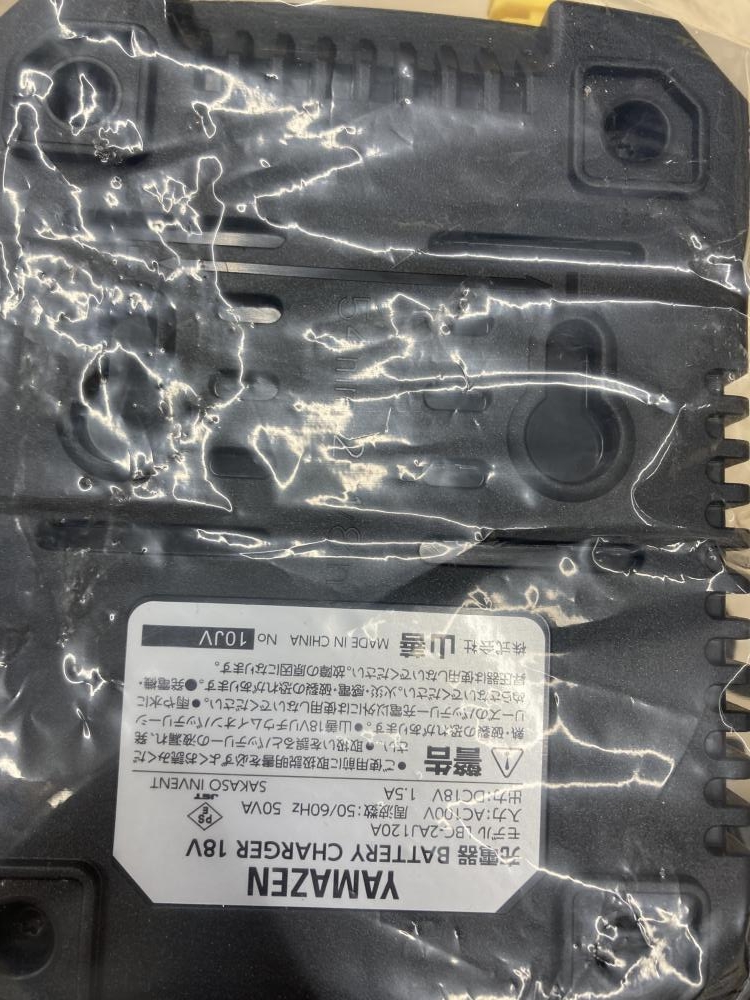 YAMAZEN
充電器 BATTERY CHARGER 18V
モデル LBC-2AJ120A
入力:AC100V 周波数:50/60Hz 50VA
出力:DC18V 1.5A
SAKASO INVENT
PS
E
JET
警告
●ご使用前に取扱説明書を必ずお読みくだ
さい。●取扱いを誤るとバッテリーの液漏れ、発
熱・破裂の恐れがあります。●山善18Vリチウムイオンバッテリーシ
リーズのバッテリー充電以外には使用しないでください。●雨や水に
ぬらさないでください。火災・感電・破裂の恐れがあります。●発電機・
昇圧器は使用しないでください。故障の原因になります。
株式会社 山善 MADE IN CHINA No 10JV